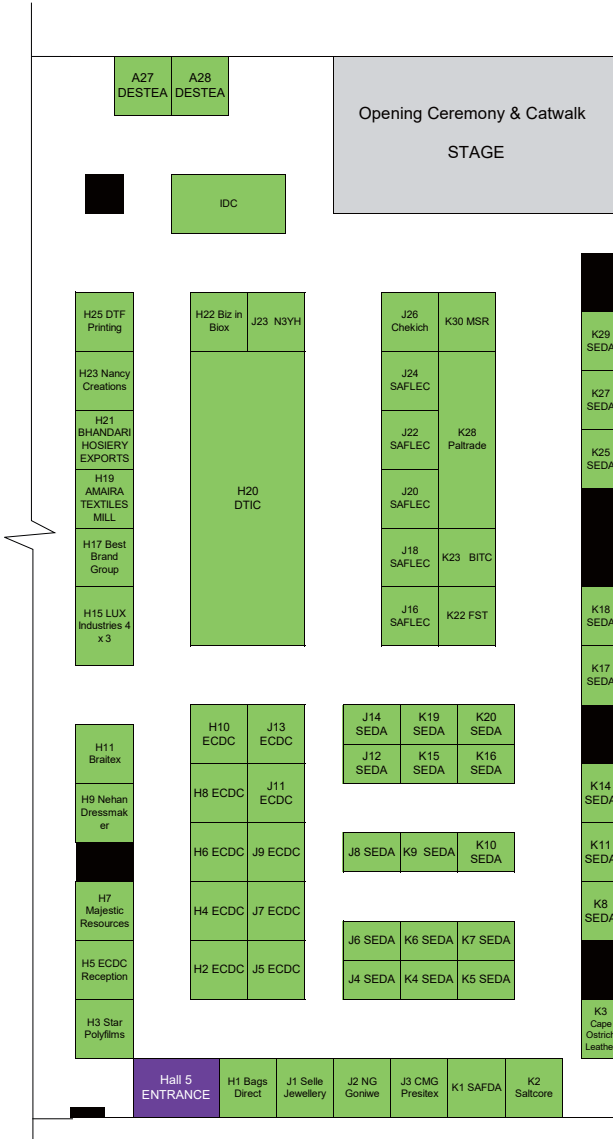 A27
DESTEA
A28
DESTEA
Opening Ceremony & Catwalk
STAGE
IDC
H25 DTF
Printing
H22 Biz in
Biox
J23 N3YH
J26
Chekich
K30 MSR
K29
SEDA
H23 Nancy
Creations
J24
SAFLEC
K27
SEDA
H21
BHANDARI
HOSIERY
EXPORTS
J22
SAFLEC
K28
Paltrade
K25
SEDA
H19
AMAIRA
TEXTILES
MILL
H20
DTIC
J20
SAFLEC
H17 Best
Brand
Group
J18
SAFLEC
K23 BITC
H15 LUX
Industries 4
x 3
J16
SAFLEC
K22 FST
K18
SEDA
K17
SEDA
H11
Braitex
H10
ECDC
J13
ECDC
J14
SEDA
K19
SEDA
K20
SEDA
J12
SEDA
K15
SEDA
K16
SEDA
H9 Nehan
Dressmak
er
H8 ECDC
J11
ECDC
K14
SEDA
H6 ECDC
J9 ECDC
J8 SEDA
K9 SEDA
K10
SEDA
K11
SEDA
H7
Majestic
Resources
H4 ECDC
J7 ECDC
K8
SEDA
J6 SEDA
K6 SEDA
K7 SEDA
H5 ECDC
Reception
H2 ECDC
J5 ECDC
J4 SEDA
K4 SEDA
K5 SEDA
H3 Star
Polyfilms
K3
Cape
Ostrich
Leathe
Hall 5
ENTRANCE
H1 Bags
Direct
J1 Selle
Jewellery
J2 NG
Goniwe
J3 CMG
Presitex
K1 SAFDA
K2
Saltcore